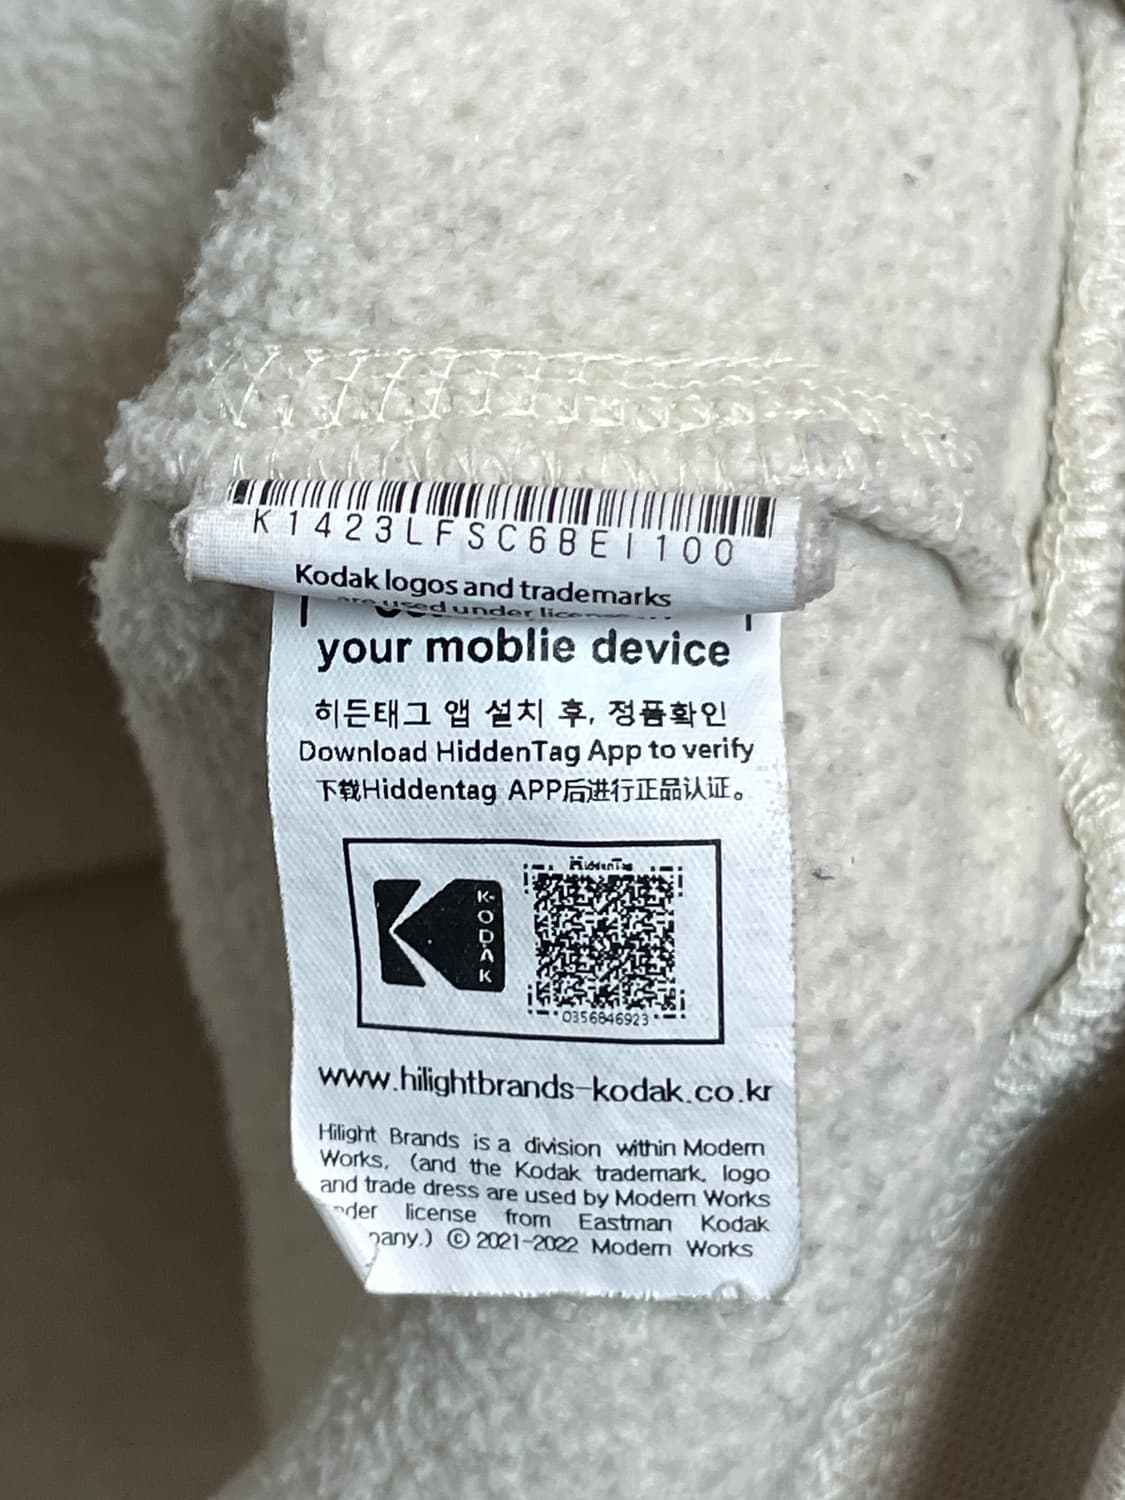 K1423LFSC6BEI100
Kodak logos and trademarks
are used under
your moblie device
히든태그 앱 설치 후, 정품확인
Download HiddenTag App to verify
下载Hiddentag APP后进行正品认证。
HiddenTag
K-
O
D
A
K
0356846923
www.hilightbrands-kodak.co.kr
Hilight Brands is a division within Modern
Works, (and the Kodak trademark, logo
and trade dress are used by Modern Works
license from Eastman Kodak
© 2021-2022 Modern Works